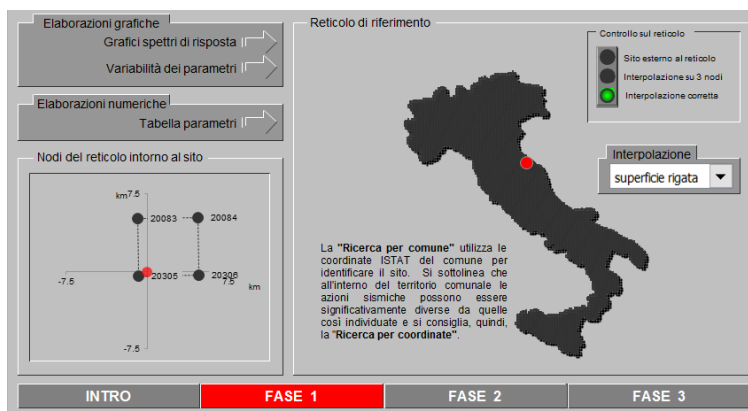 Elaborazioni grafiche
Grafici spettri di risposta
Variabilità dei parametri
Elaborazioni numeriche
Tabella parametri
Nodi del reticolo intorno al sito
km
7.5
20083
20084
-7.5
20305
20306
7.5
km
-7.5
Reticolo di riferimento
Controllo sul reticolo
Sito esterno al reticolo
Interpolazione su 3 nodi
Interpolazione corretta
Interpolazione
superficie rigata
La "Ricerca per comune" utilizza le
coordinate ISTAT del comune per
identificare il sito. Si sottolinea che
all'interno del territorio comunale le
azioni sismiche possono essere
significativamente diverse da quelle
così individuate e si consiglia, quindi,
la "Ricerca per coordinate".
INTRO
FASE 1
FASE 2
FASE 3